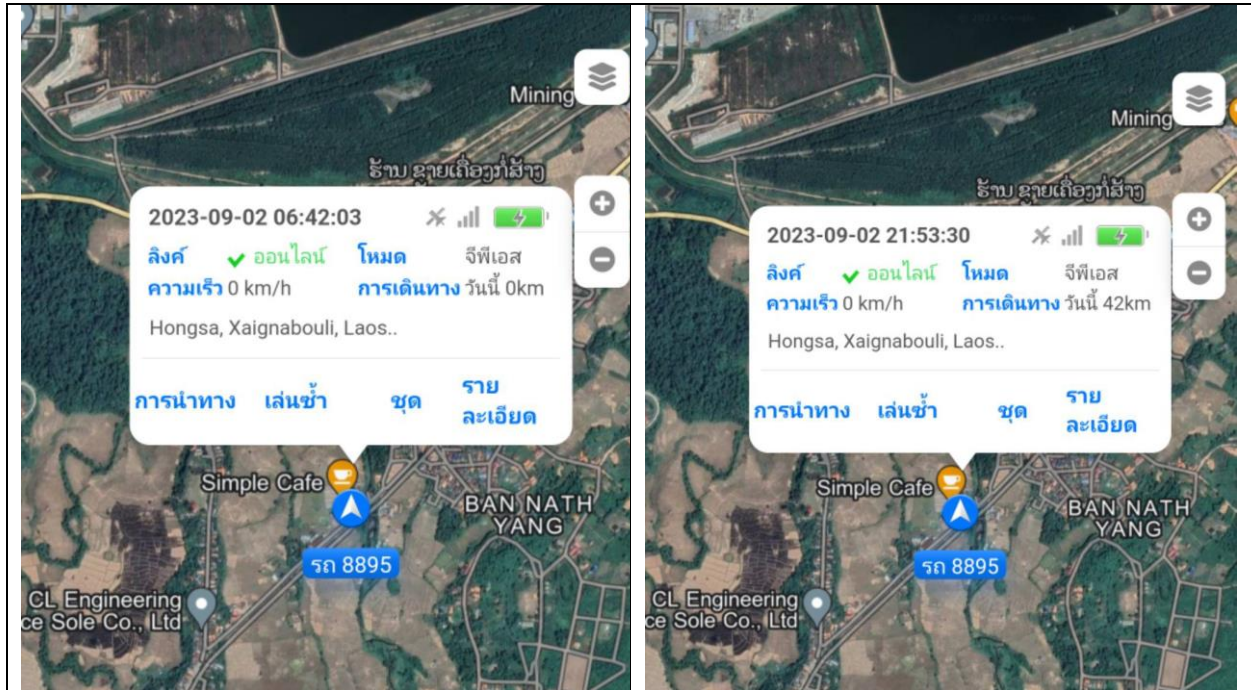 Mining
ຮ້ານ ຂາຍເຄື່ອງກໍ່ສ້າງ
2023-09-02 06:42:03
ลิงค์ ออนไลน์ โหมด จีพีเอส
ความเร็ว 0 km/h การเดินทาง วันนี้ 0km
Hongsa, Xaignabouli, Laos..
การนำทาง เล่นซ้ำ ชุด ราย
ละเอียด
Simple Cafe
BAN NATH
YANG
รถ 8895
CL Engineering
ce Sole Co., Ltd
Mining
ຮ້ານ ຂາຍເຄື່ອງກໍ່ສ້າງ
2023-09-02 21:53:30
ลิงค์ ออนไลน์ โหมด จีพีเอส
ความเร็ว 0 km/h การเดินทาง วันนี้ 42km
Hongsa, Xaignabouli, Laos..
การนำทาง เล่นซ้ำ ชุด ราย
ละเอียด
Simple Cafe
BAN NATH
YANG
รถ 8895
CL Engineering
ce Sole Co., Ltd